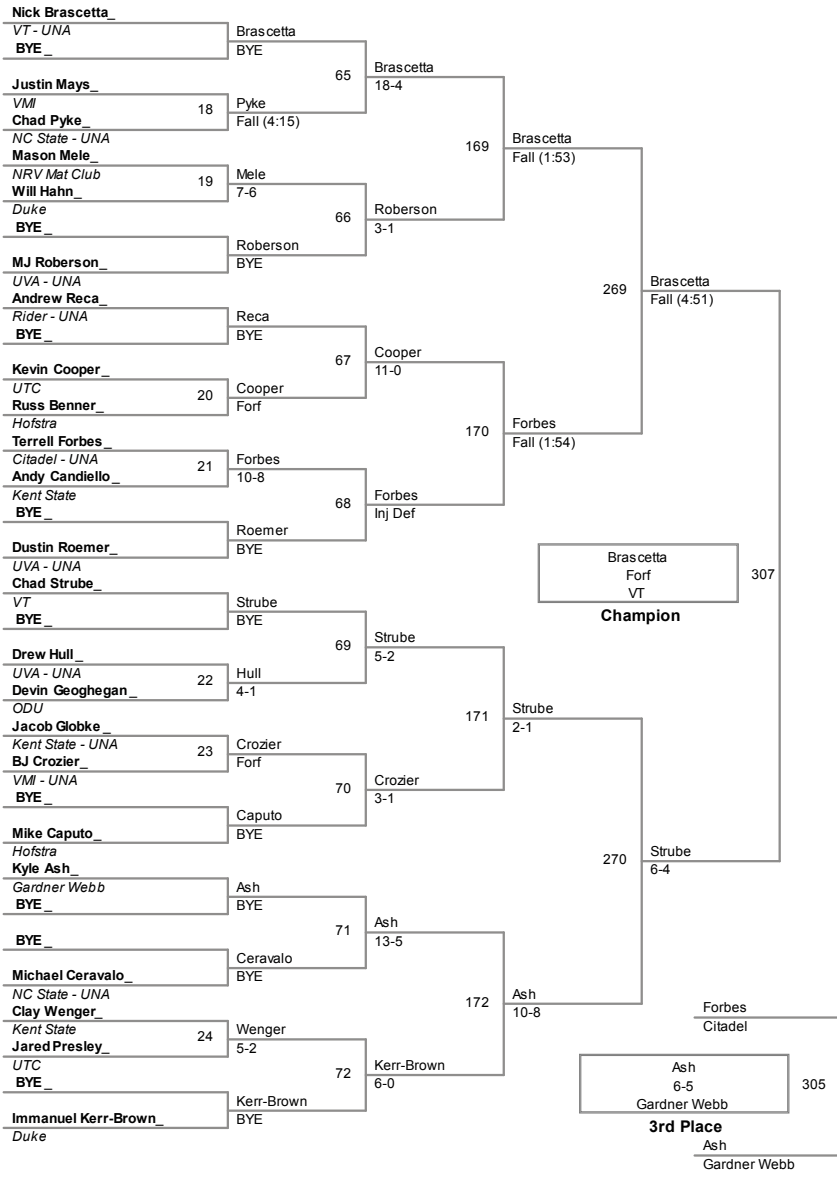 Nick Brascetta_
VT - UNA
BYE _
Brascetta
BYE
Justin Mays_
VMI
Chad Pyke_
NC State - UNA
18
Pyke
Fall (4:15)
65
Brascetta
18-4
Mason Mele_
NRV Mat Club
Will Hahn_
Duke
19
Mele
7-6
BYE _
MJ Roberson_
UVA - UNA
Roberson
BYE
66
Roberson
3-1
169
Brascetta
Fall (1:53)
Andrew Reca_
Rider - UNA
BYE _
Reca
BYE
Kevin Cooper_
UTC
Russ Benner_
Hofstra
20
Cooper
Forf
67
Cooper
11-0
Terrell Forbes_
Citadel - UNA
Andy Candiello_
Kent State
21
Forbes
10-8
BYE _
Dustin Roemer_
UVA - UNA
Roemer
BYE
68
Forbes
Inj Def
170
Forbes
Fall (1:54)
269
Brascetta
Fall (4:51)
Chad Strube_
VT
BYE _
Strube
BYE
Drew Hull_
UVA - UNA
Devin Geoghegan_
ODU
22
Hull
4-1
69
Strube
5-2
Jacob Globke_
Kent State - UNA
BJ Crozier_
VMI - UNA
23
Crozier
Forf
BYE _
Mike Caputo_
Hofstra
Caputo
BYE
70
Crozier
3-1
171
Strube
2-1
Kyle Ash_
Gardner Webb
BYE _
Ash
BYE
BYE _
Michael Ceravalo_
NC State - UNA
Ceravalo
BYE
71
Ash
13-5
Clay Wenger_
Kent State
Jared Presley_
UTC
24
Wenger
5-2
BYE _
Immanuel Kerr-Brown_
Duke
Kerr-Brown
BYE
72
Kerr-Brown
6-0
172
Ash
10-8
270
Strube
6-4
Brascetta
Forf
VT
307
Champion
Forbes
Citadel
Ash
6-5
Gardner Webb
305
3rd Place
Ash
Gardner Webb